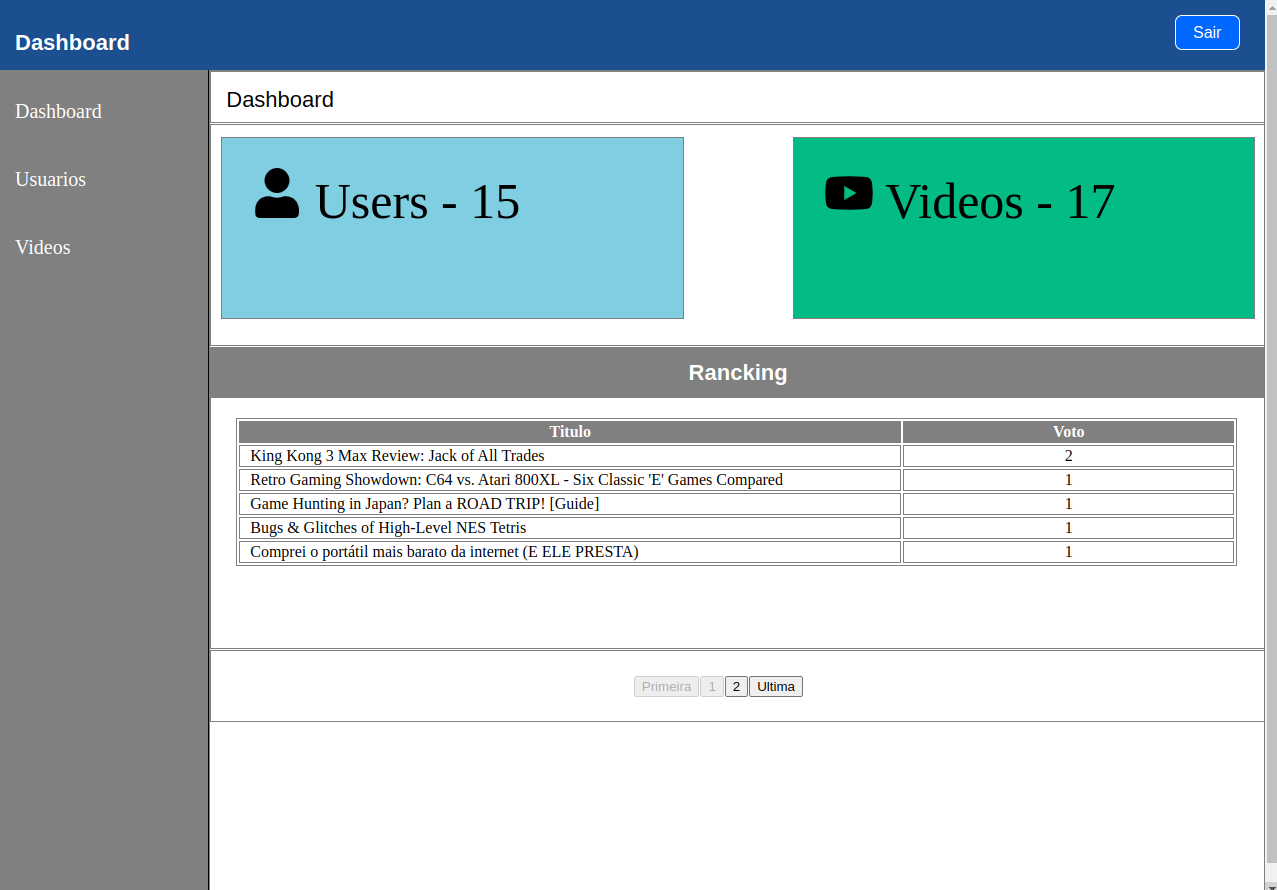 Dashboard
Sair
Dashboard
Usuarios
Videos
Dashboard
Users - 15
Videos - 17
Rancking
Titulo Voto
King Kong 3 Max Review: Jack of All Trades 2
Retro Gaming Showdown: C64 vs. Atari 800XL - Six Classic 'E' Games Compared 1
Game Hunting in Japan? Plan a ROAD TRIP! [Guide] 1
Bugs & Glitches of High-Level NES Tetris 1
Comprei o portátil mais barato da internet (E ELE PRESTA) 1
Primeira 1 2 Ultima